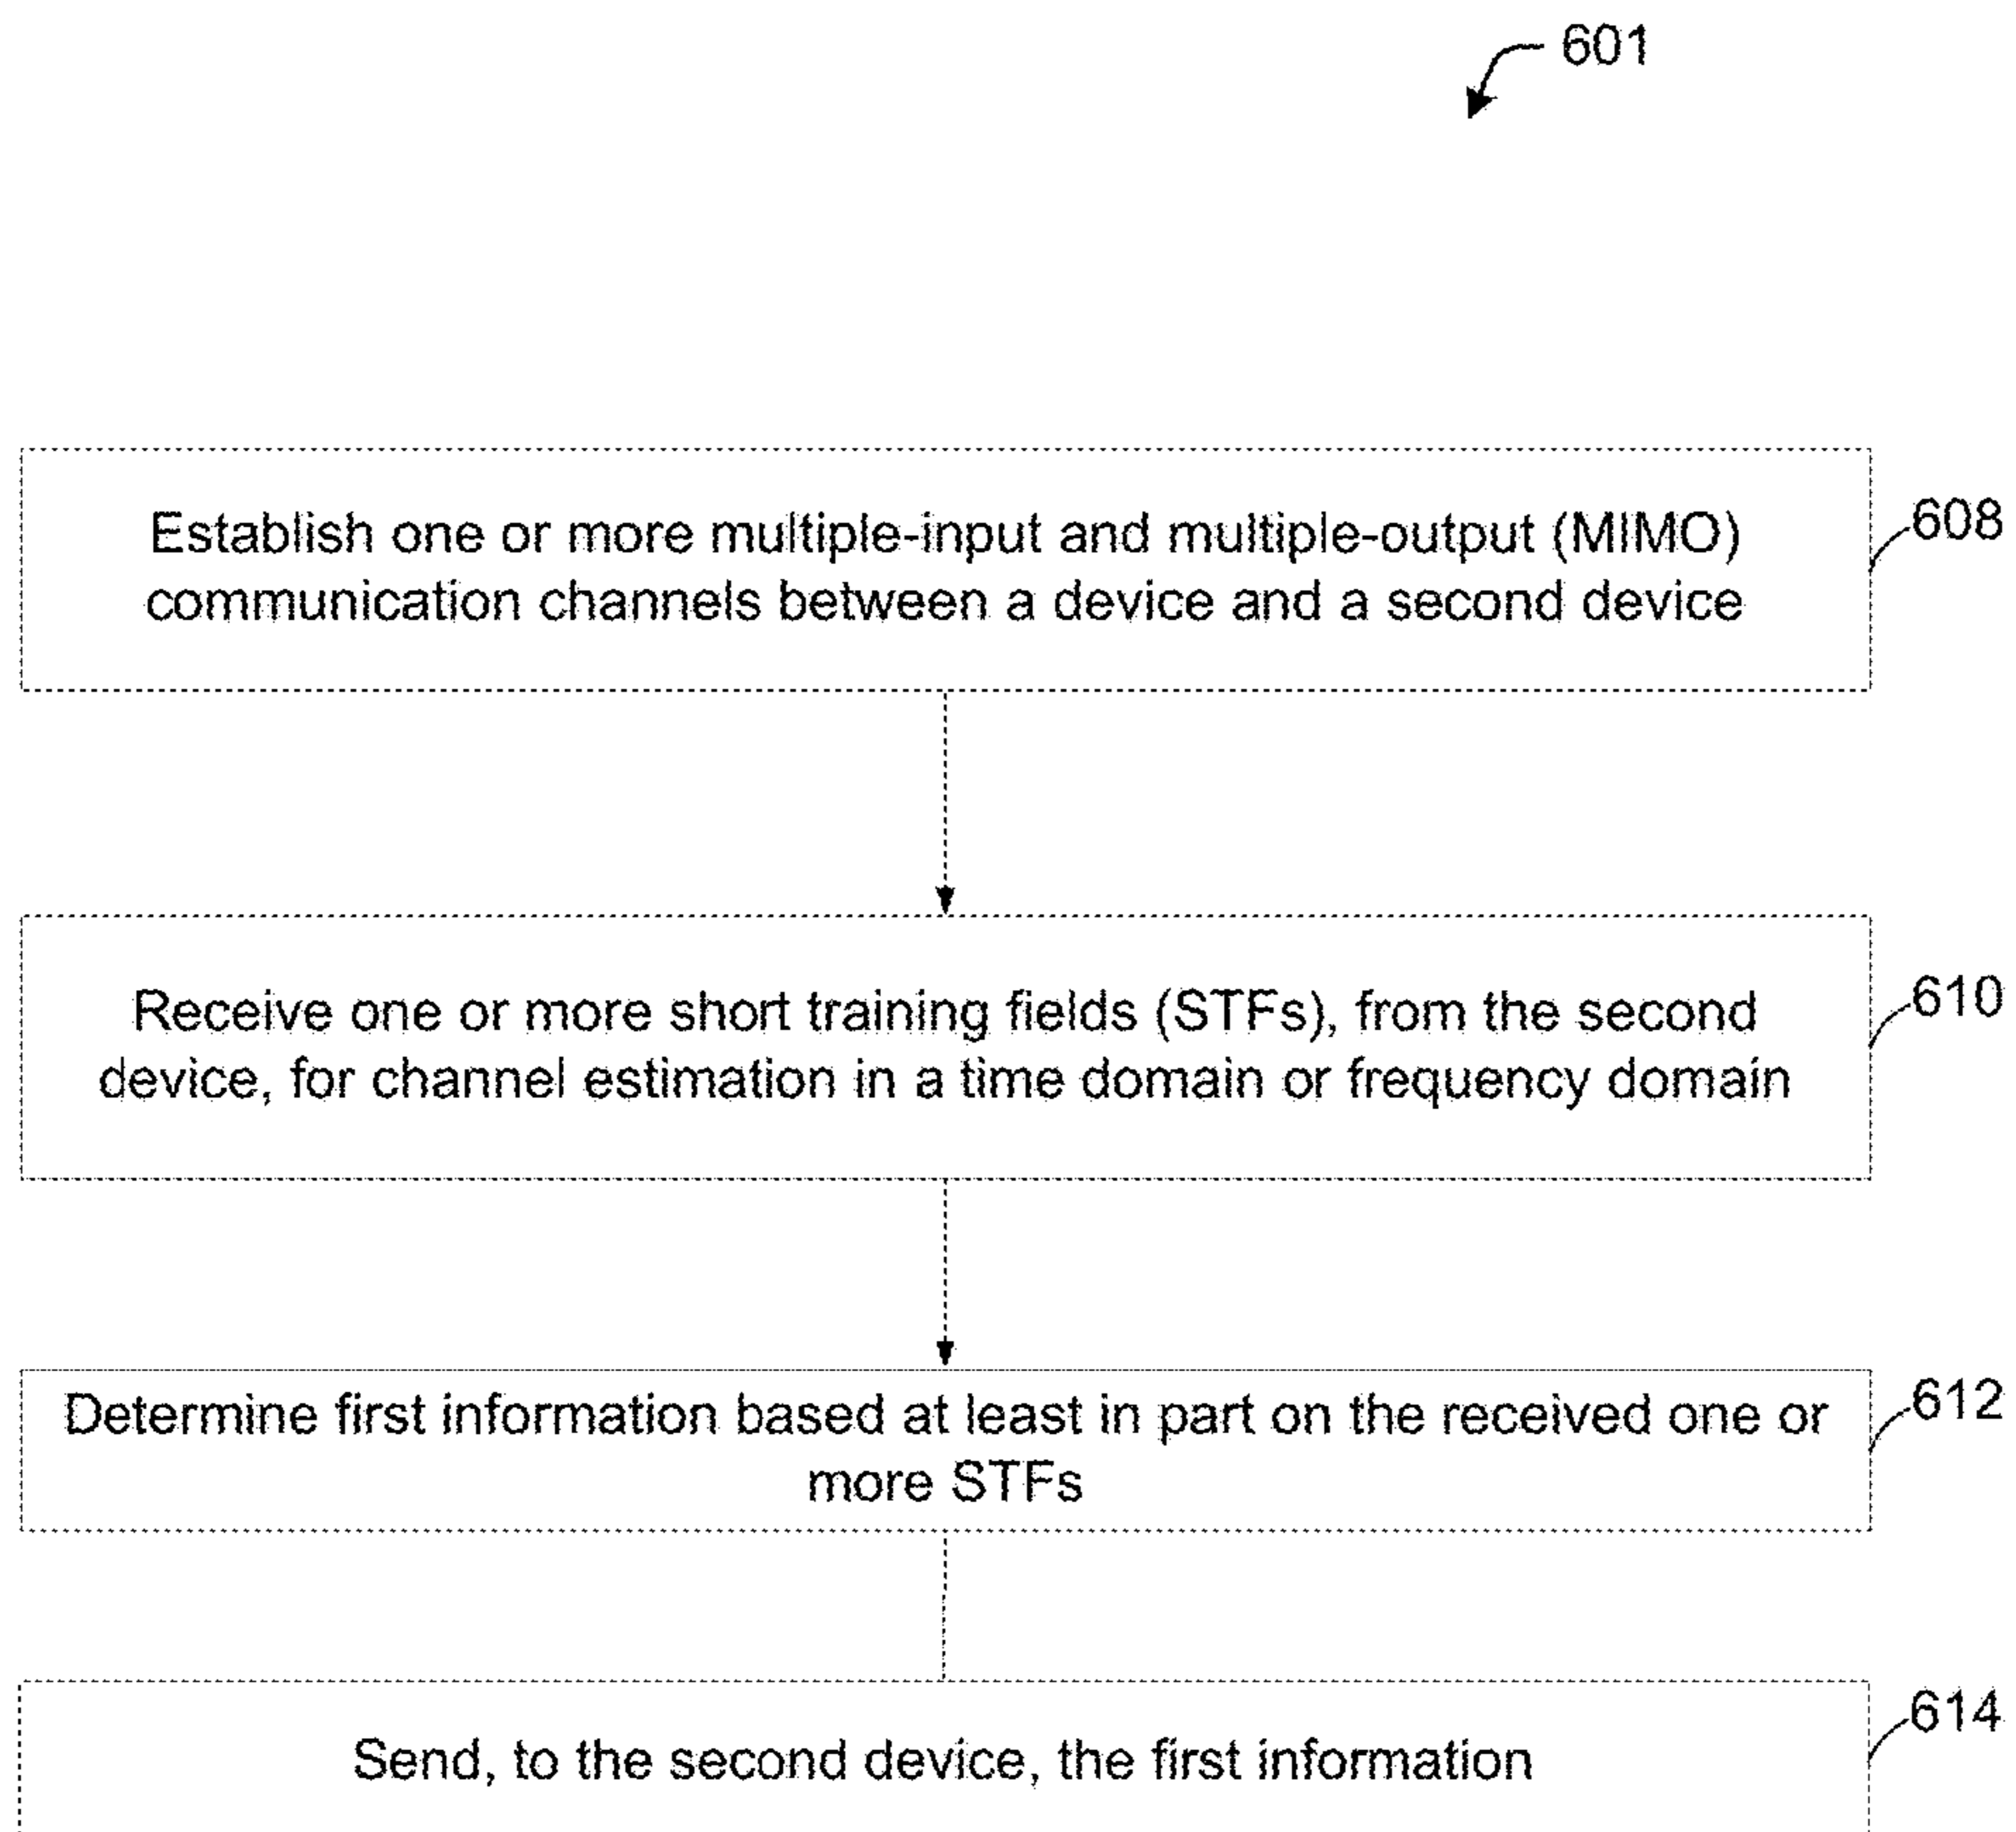 601
Establish one or more multiple-input and multiple-output (MIMO)
communication channels between a device and a second device
608
Receive one or more short training fields (STFs), from the second
device, for channel estimation in a time domain or frequency domain
610
Determine first information based at least in part on the received one or
more STFs
612
Send, to the second device, the first information
614